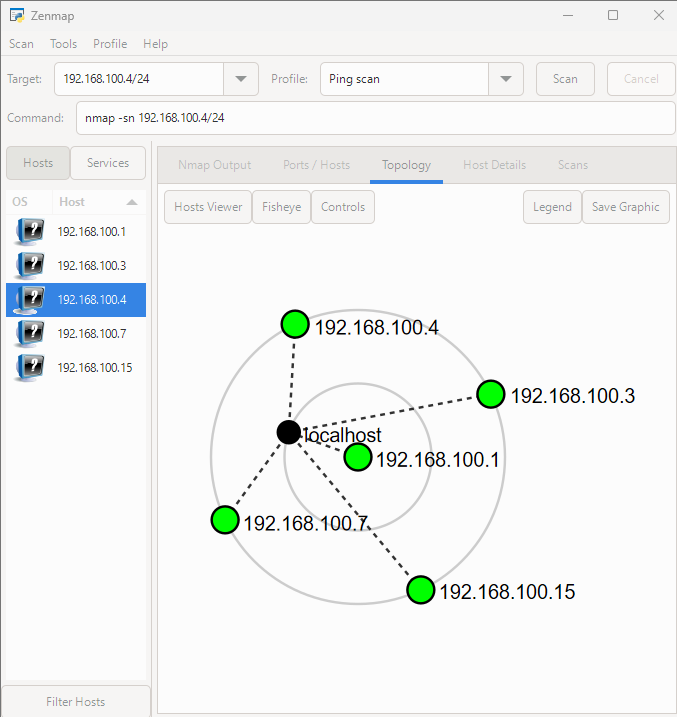 Zenmap
Scan Tools Profile Help
Target: 192.168.100.4/24 Profile: Ping scan Scan Cancel
Command: nmap -sn 192.168.100.4/24
Hosts Services
Nmap Output Ports / Hosts Topology Host Details Scans
OS Host
192.168.100.1
192.168.100.3
192.168.100.4
192.168.100.7
192.168.100.15
Filter Hosts
Hosts Viewer Fisheye Controls Legend Save Graphic
192.168.100.4
192.168.100.3
localhost
192.168.100.1
192.168.100.7
192.168.100.15